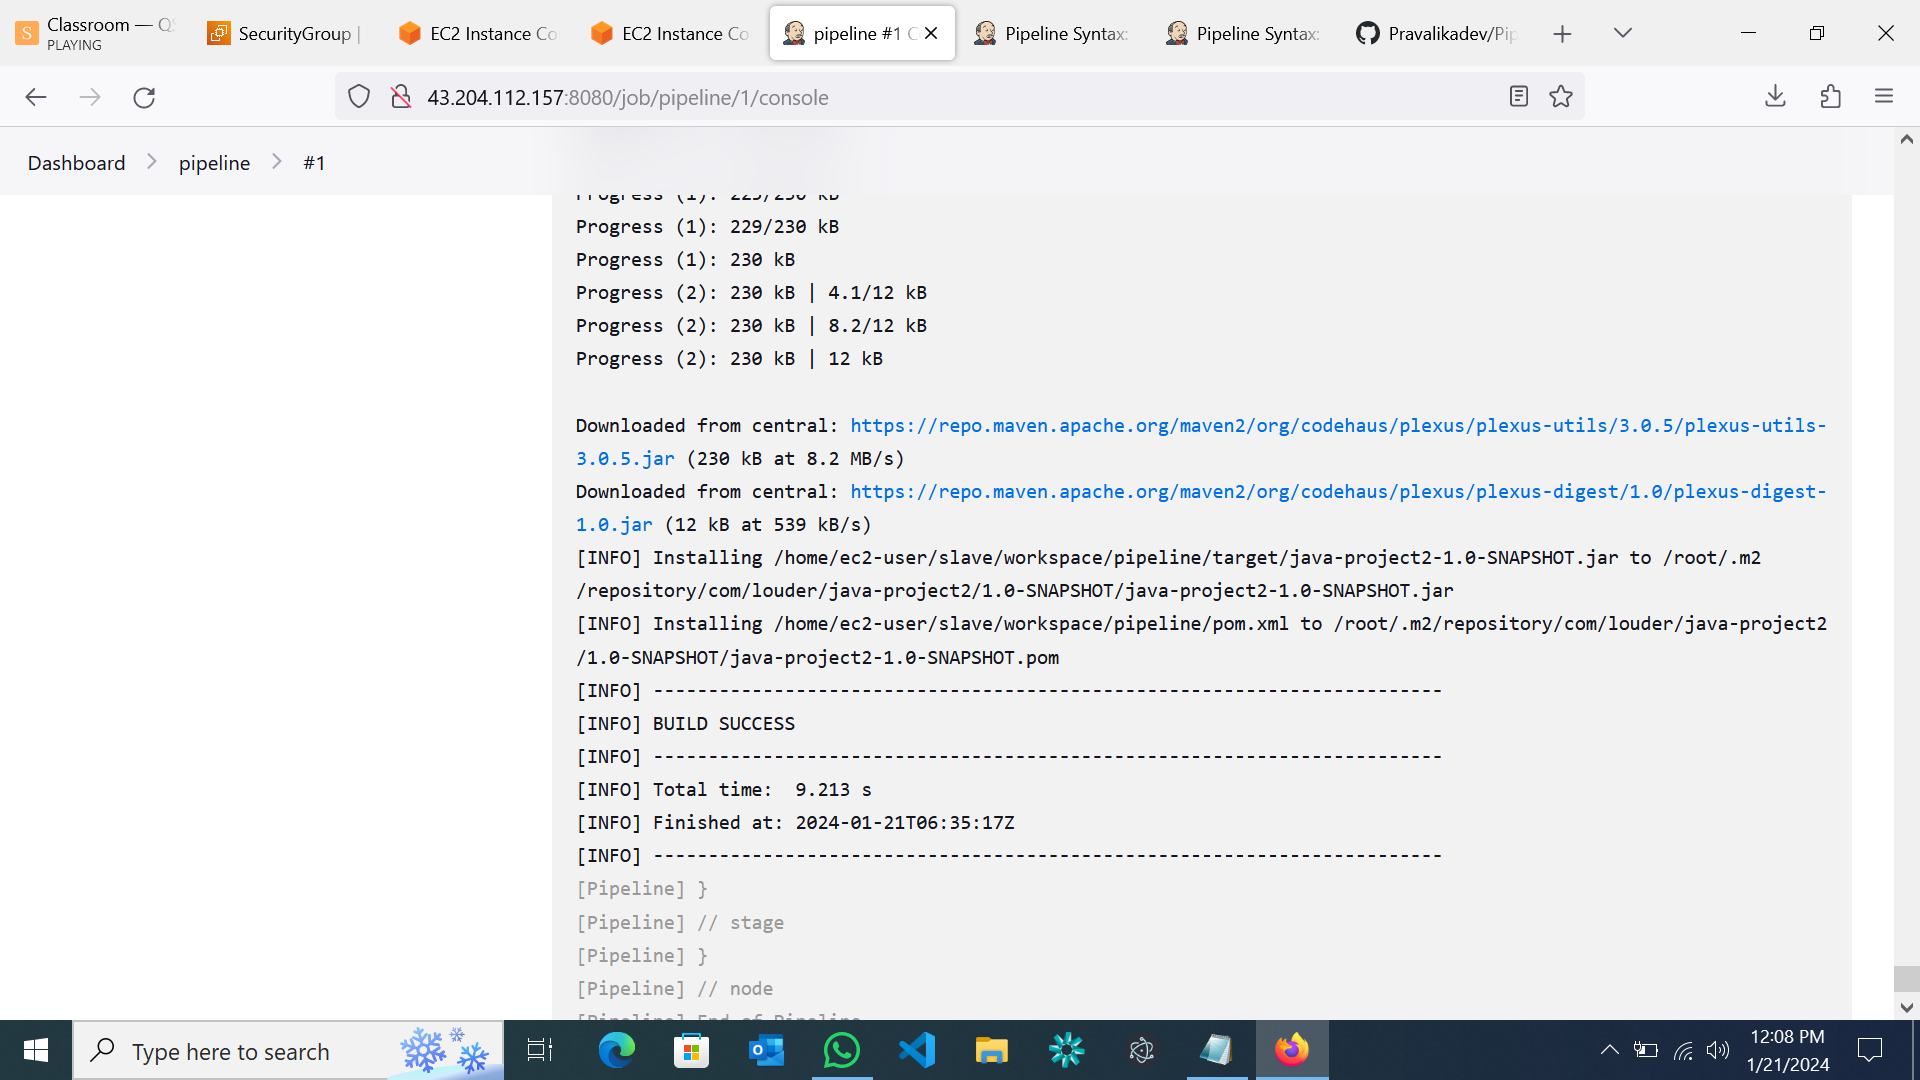 Classroom — Q
PLAYING
SecurityGroup |
EC2 Instance Co
EC2 Instance Co
pipeline #1 C
Pipeline Syntax:
Pipeline Syntax:
Pravalikadev/Pip
43.204.112.157:8080/job/pipeline/1/console
Dashboard
pipeline
#1
Progress (1): 229/230 kB
Progress (1): 230 kB
Progress (2): 230 kB | 4.1/12 kB
Progress (2): 230 kB | 8.2/12 kB
Progress (2): 230 kB | 12 kB
Downloaded from central: https://repo.maven.apache.org/maven2/org/codehaus/plexus/plexus-utils/3.0.5/plexus-utils-
3.0.5.jar (230 kB at 8.2 MB/s)
Downloaded from central: https://repo.maven.apache.org/maven2/org/codehaus/plexus/plexus-digest/1.0/plexus-digest-
1.0.jar (12 kB at 539 kB/s)
[INFO] Installing /home/ec2-user/slave/workspace/pipeline/target/java-project2-1.0-SNAPSHOT.jar to /root/.m2
/repository/com/louder/java-project2/1.0-SNAPSHOT/java-project2-1.0-SNAPSHOT.jar
[INFO] Installing /home/ec2-user/slave/workspace/pipeline/pom.xml to /root/.m2/repository/com/louder/java-project2
/1.0-SNAPSHOT/java-project2-1.0-SNAPSHOT.pom
[INFO] ------------------------------------------------------------------------
[INFO] BUILD SUCCESS
[INFO] ------------------------------------------------------------------------
[INFO] Total time:  9.213 s
[INFO] Finished at: 2024-01-21T06:35:17Z
[INFO] ------------------------------------------------------------------------
[Pipeline] }
[Pipeline] // stage
[Pipeline] }
[Pipeline] // node
[Pipeline] End of Pipeline
Type here to search
12:08 PM
1/21/2024